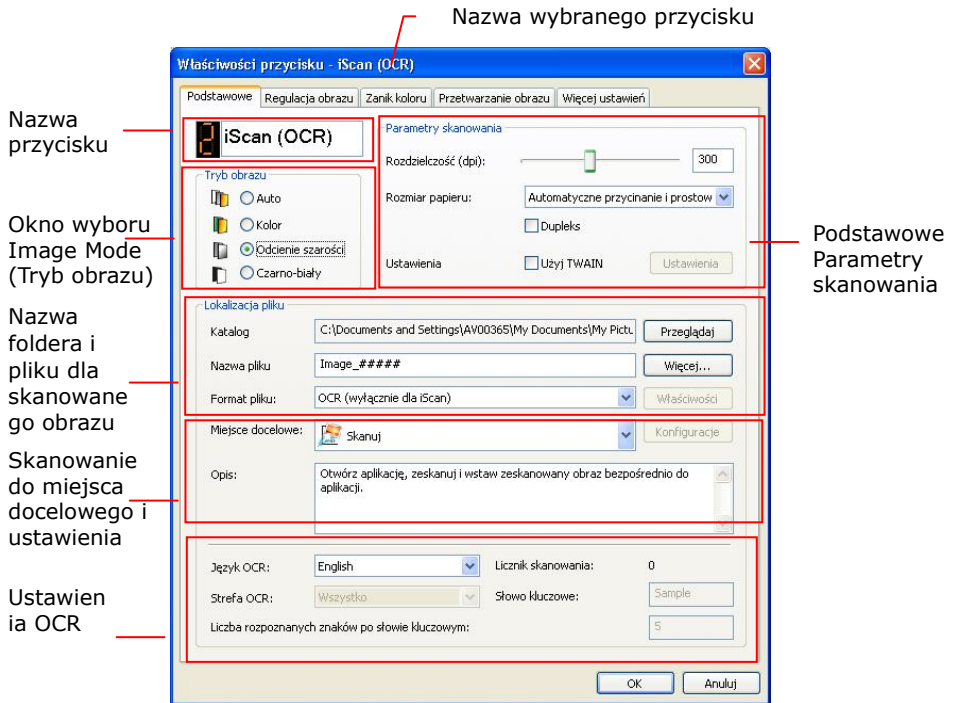 Nazwa wybranego przycisku
Właściwości przycisku - iScan (OCR)
Podstawowe Regulacja obrazu Zanik koloru Przetwarzanie obrazu Więcej ustawień
Nazwa
przycisku
2 iScan (OCR)
Tryb obrazu
Auto
Kolor
Odcienie szarości
Czarno-biały
Okno wyboru
Image Mode
(Tryb obrazu)
Parametry skanowania
Rozdzielczość (dpi): 300
Rozmiar papieru: Automatyczne przycinanie i prostow
Dupleks
Ustawienia Użyj TWAIN Ustawienia
Podstawowe
Parametry
skanowania
Nazwa
foldera i
pliku dla
skanowane
go obrazu
Lokalizacja pliku
Katalog C:\Documents and Settings\AV00365\My Documents\My Pictu Przeglądaj
Nazwa pliku Image_##### Więcej...
Format pliku: OCR (wyłącznie dla iScan) Właściwości
Skanowanie
do miejsca
docelowego i
ustawienia
Miejsce docelowe: Skanuj Konfiguracje
Opis: Otwórz aplikację, zeskanuj i wstaw zeskanowany obraz bezpośrednio do
aplikacji.
Ustawien
ia OCR
Język OCR: English Licznik skanowania: 0
Strefa OCR: Wszystko Słowo kluczowe: Sample
Liczba rozpoznanych znaków po słowie kluczowym: 5
OK Anuluj